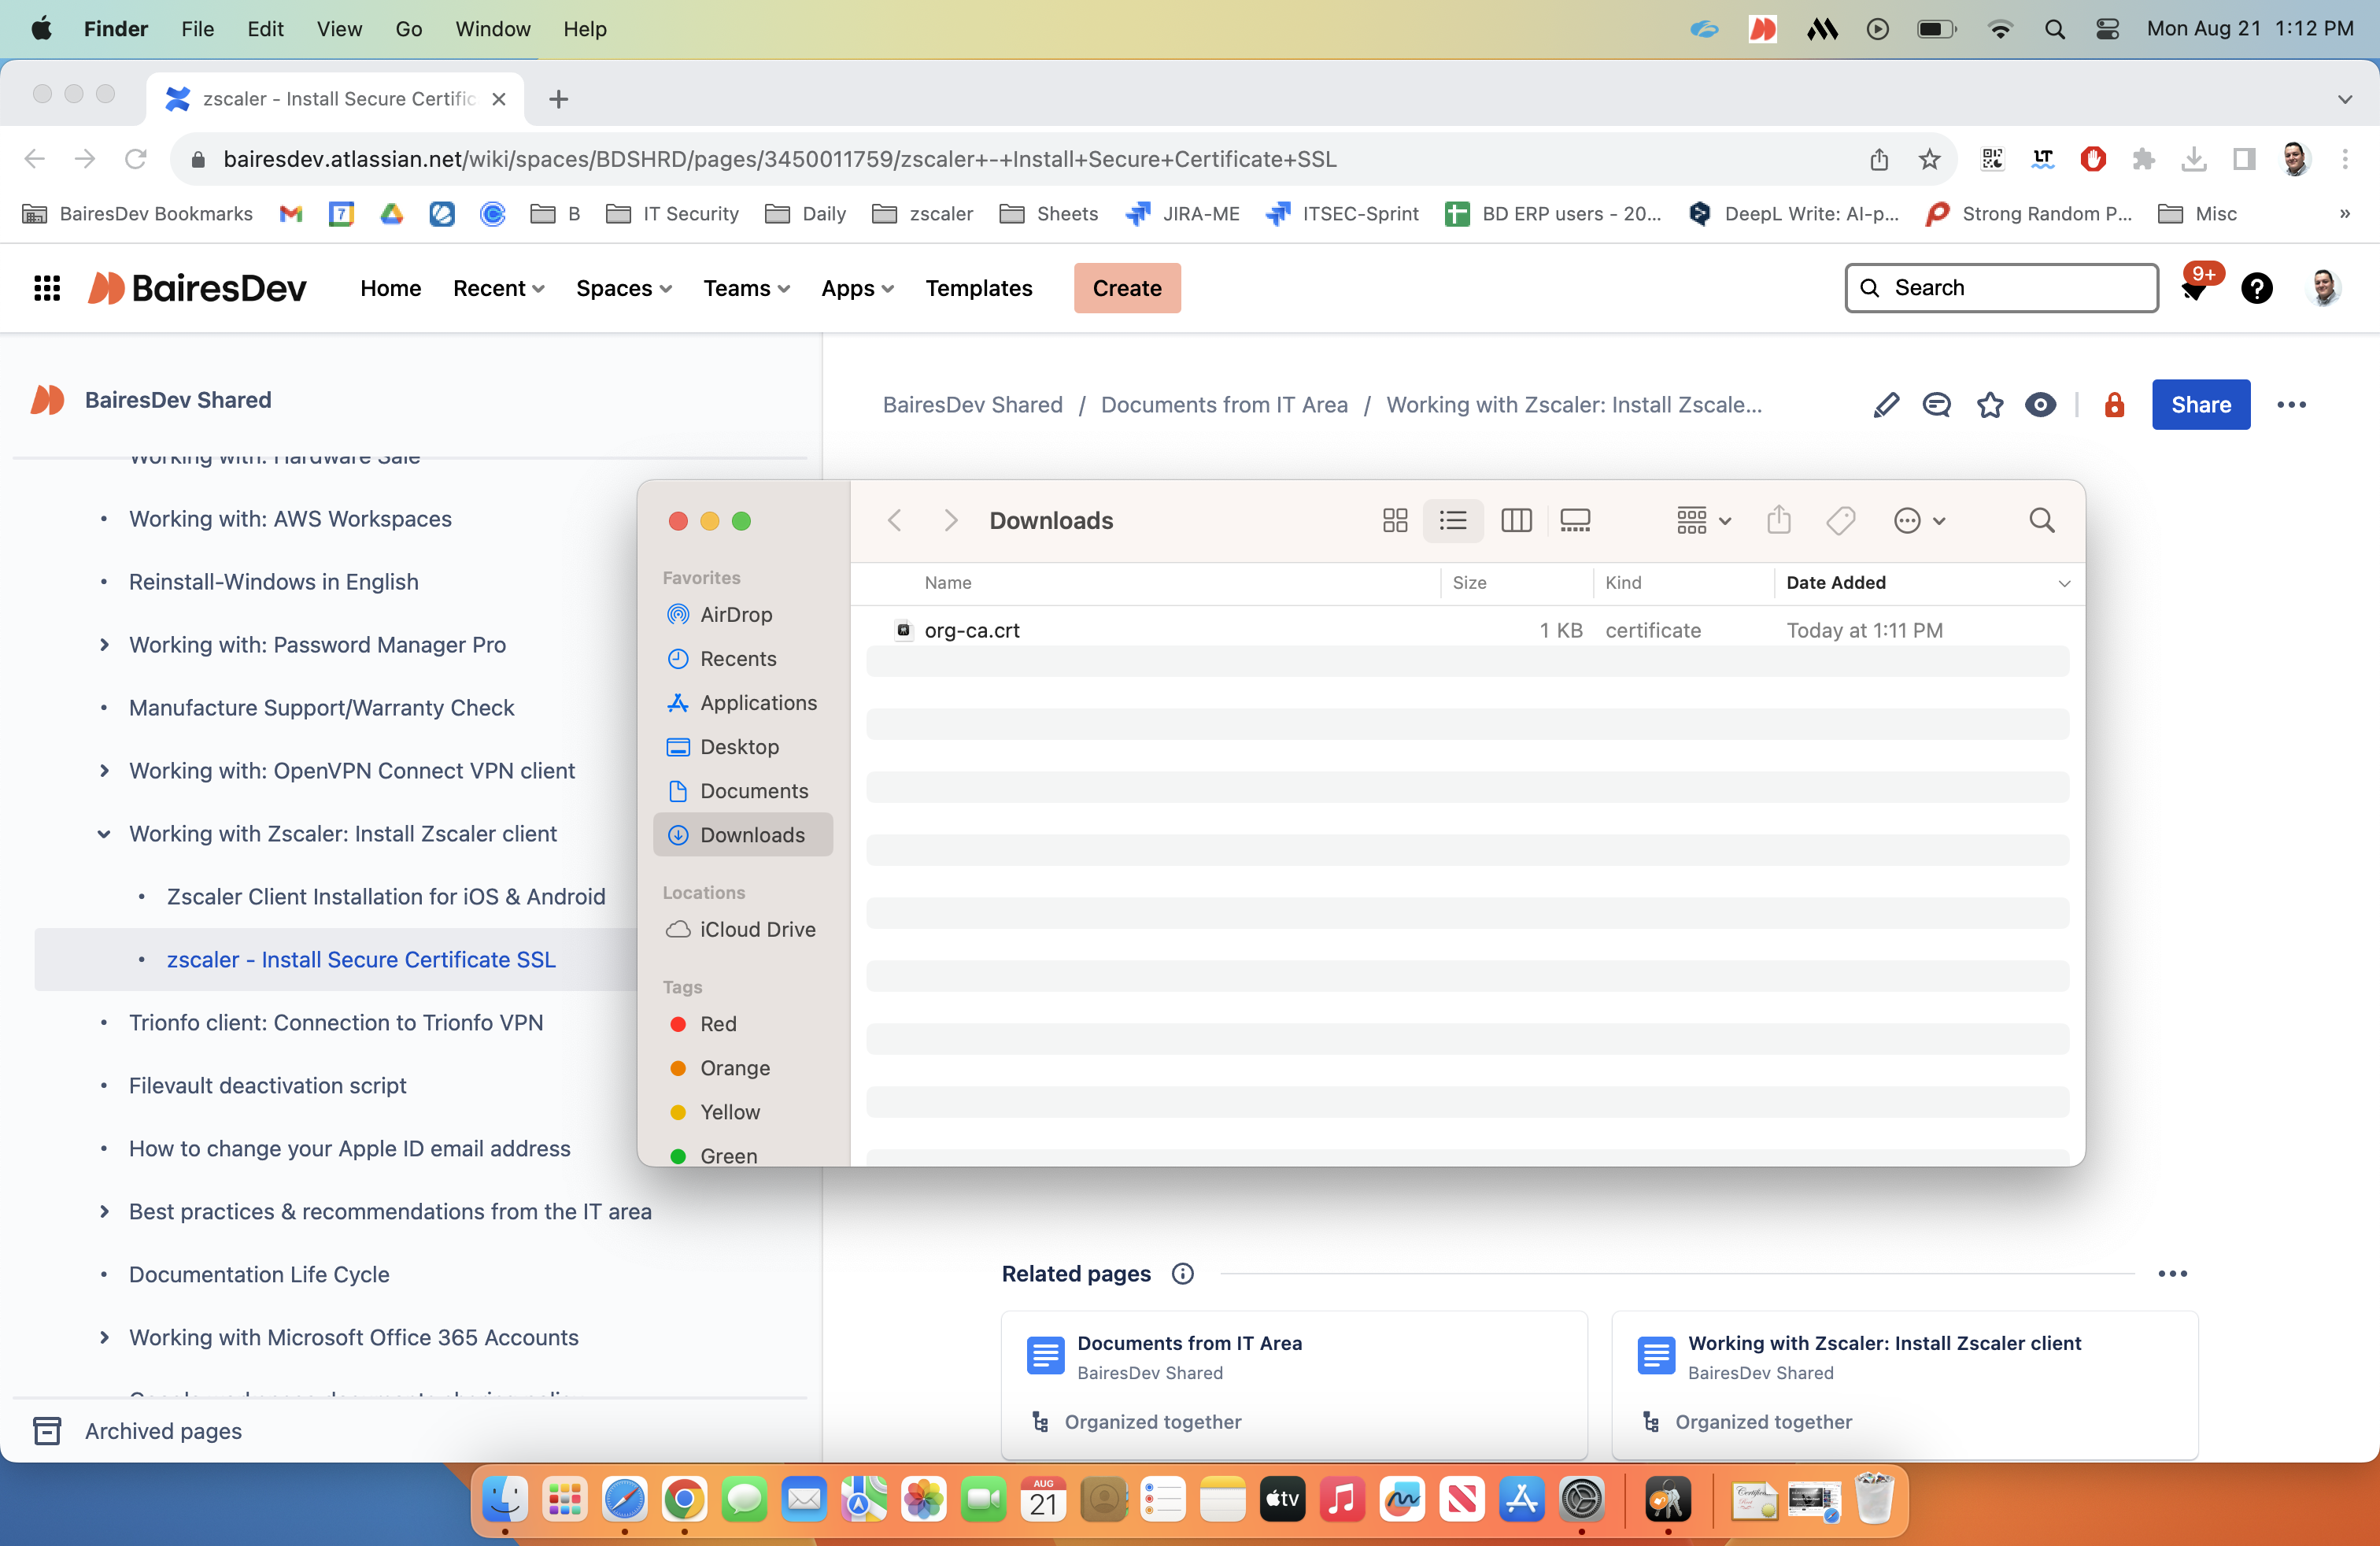 Finder File Edit View Go Window Help Mon Aug 21 1:12 PM
zscaler - Install Secure Certific
bairesdev.atlassian.net/wiki/spaces/BDSHRD/pages/3450011759/zscaler+-+Install+Secure+Certificate+SSL
LT
BairesDev Bookmarks 7 B IT Security Daily zscaler Sheets JIRA-ME ITSEC-Sprint BD ERP users - 20... DeepL Write: AI-p... Strong Random P... Misc »
BairesDev Home Recent Spaces Teams Apps Templates Create Search 9+
BairesDev Shared
BairesDev Shared / Documents from IT Area / Working with Zscaler: Install Zscale... Share
Working with: Hardware Sale
Working with: AWS Workspaces
Reinstall-Windows in English
Working with: Password Manager Pro
Manufacture Support/Warranty Check
Working with: OpenVPN Connect VPN client
Working with Zscaler: Install Zscaler client
Zscaler Client Installation for iOS & Android
zscaler - Install Secure Certificate SSL
Trionfo client: Connection to Trionfo VPN
Filevault deactivation script
How to change your Apple ID email address
Best practices & recommendations from the IT area
Documentation Life Cycle
Working with Microsoft Office 365 Accounts
Archived pages
Downloads
Favorites
AirDrop
Recents
Applications
Desktop
Documents
Downloads
Locations
iCloud Drive
Tags
Red
Orange
Yellow
Green
Name Size Kind Date Added
org-ca.crt 1 KB certificate Today at 1:11 PM
Related pages
Documents from IT Area
BairesDev Shared
Organized together
Working with Zscaler: Install Zscaler client
BairesDev Shared
Organized together
AUG
21
tv